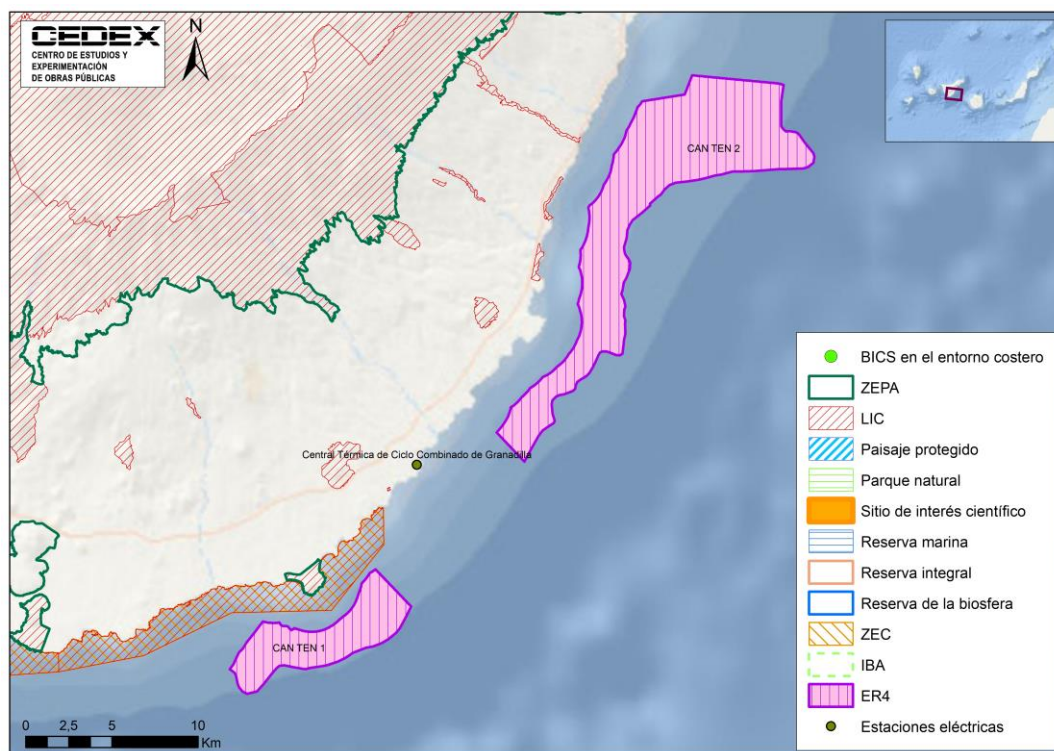 CEDEX
CENTRO DE ESTUDIOS Y
EXPERIMENTACIÓN
DE OBRAS PÚBLICAS
N
CAN TEN 2
Central Térmica de Ciclo Combinado de Granadilla
CAN TEN 1
BICS en el entorno costero
ZEPA
LIC
Paisaje protegido
Parque natural
Sitio de interés científico
Reserva marina
Reserva integral
Reserva de la biosfera
ZEC
IBA
ER4
Estaciones eléctricas
0 2,5 5 10
Km